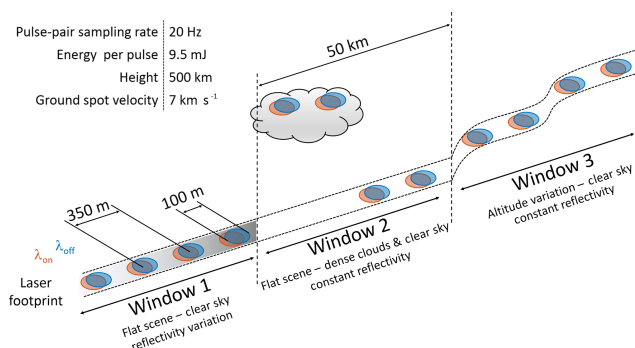 Pulse-pair sampling rate 20 Hz
Energy per pulse 9.5 mJ
Height 500 km
Ground spot velocity 7 km s⁻¹
50 km
350 m
100 m
λon λoff
Laser
footprint
Window 1
Flat scene – clear sky
reflectivity variation
Window 2
Flat scene – dense clouds & clear sky
constant reflectivity
Window 3
Altitude variation – clear sky
constant reflectivity